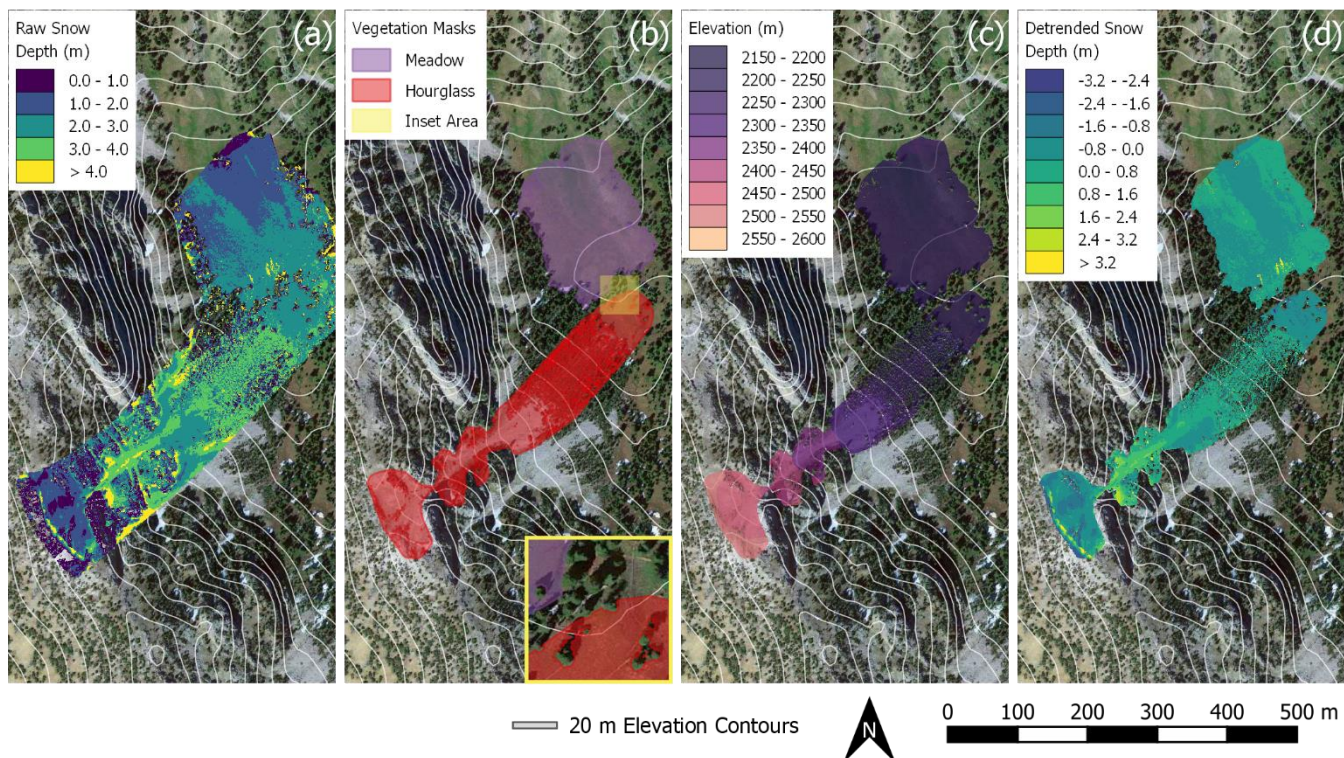 (a)
Raw Snow
Depth (m)
0.0 - 1.0
1.0 - 2.0
2.0 - 3.0
3.0 - 4.0
> 4.0
(b)
Vegetation Masks
Meadow
Hourglass
Inset Area
(c)
Elevation (m)
2150 - 2200
2200 - 2250
2250 - 2300
2300 - 2350
2350 - 2400
2400 - 2450
2450 - 2500
2500 - 2550
2550 - 2600
(d)
Detrended Snow
Depth (m)
-3.2 - -2.4
-2.4 - -1.6
-1.6 - -0.8
-0.8 - 0.0
0.0 - 0.8
0.8 - 1.6
1.6 - 2.4
2.4 - 3.2
> 3.2
20 m Elevation Contours
N
0 100 200 300 400 500 m